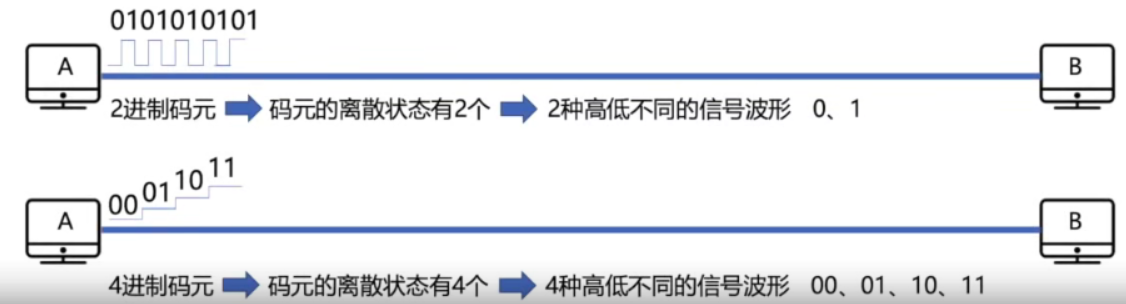 0101010101
A
B
2进制码元 码元的离散状态有2个 2种高低不同的信号波形 0、1
00 01 10 11
A
B
4进制码元 码元的离散状态有4个 4种高低不同的信号波形 00、01、10、11